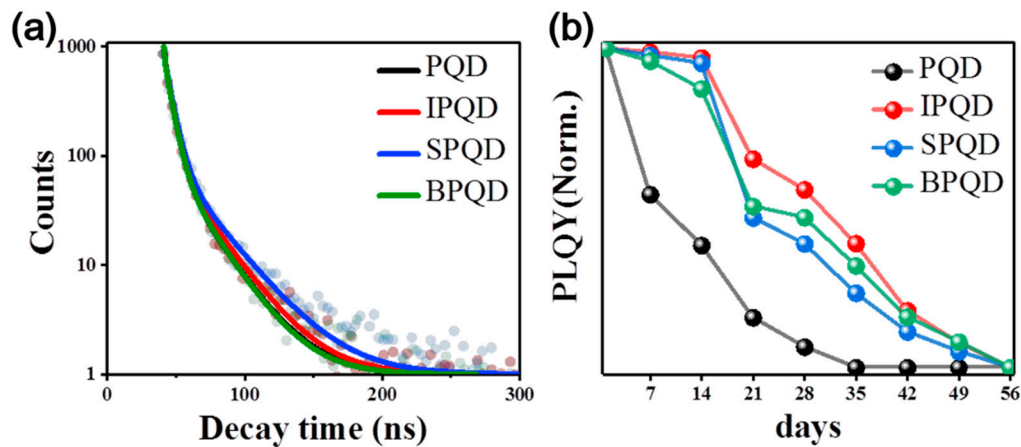 (a)
1000
100
10
1
Counts
0
100
200
300
Decay time (ns)
PQD
IPQD
SPQD
BPQD
(b)
PLQY(Norm.)
7
14
21
28
35
42
49
56
days
PQD
IPQD
SPQD
BPQD